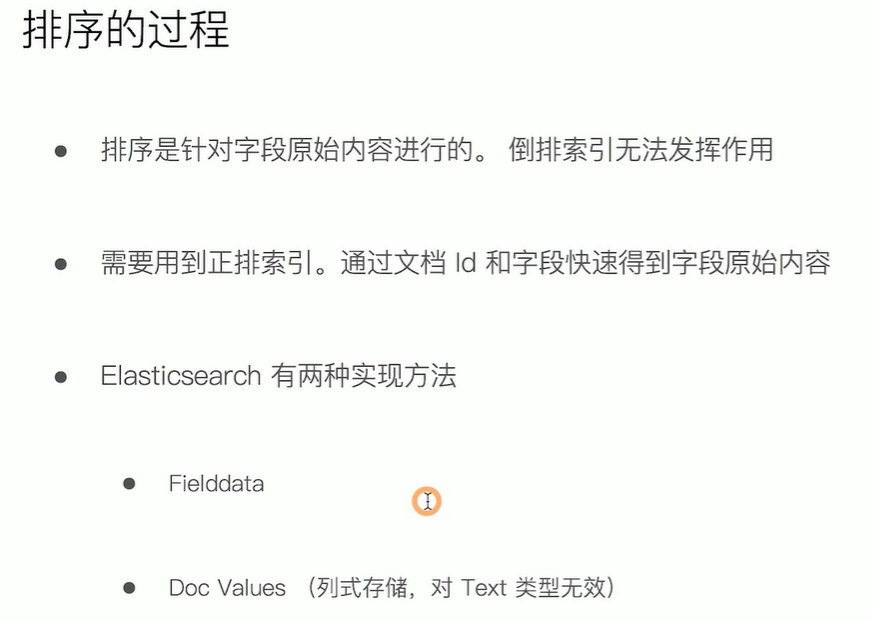 排序的过程
排序是针对字段原始内容进行的。 倒排索引无法发挥作用
需要用到正排索引。通过文档 Id 和字段快速得到字段原始内容
Elasticsearch 有两种实现方法
Fielddata
Doc Values （列式存储，对 Text 类型无效）